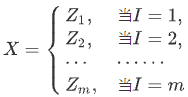 X = { Z₁, 当I = 1,
Z₂, 当I = 2,
⋯ ⋯⋯
Zₘ, 当I = m